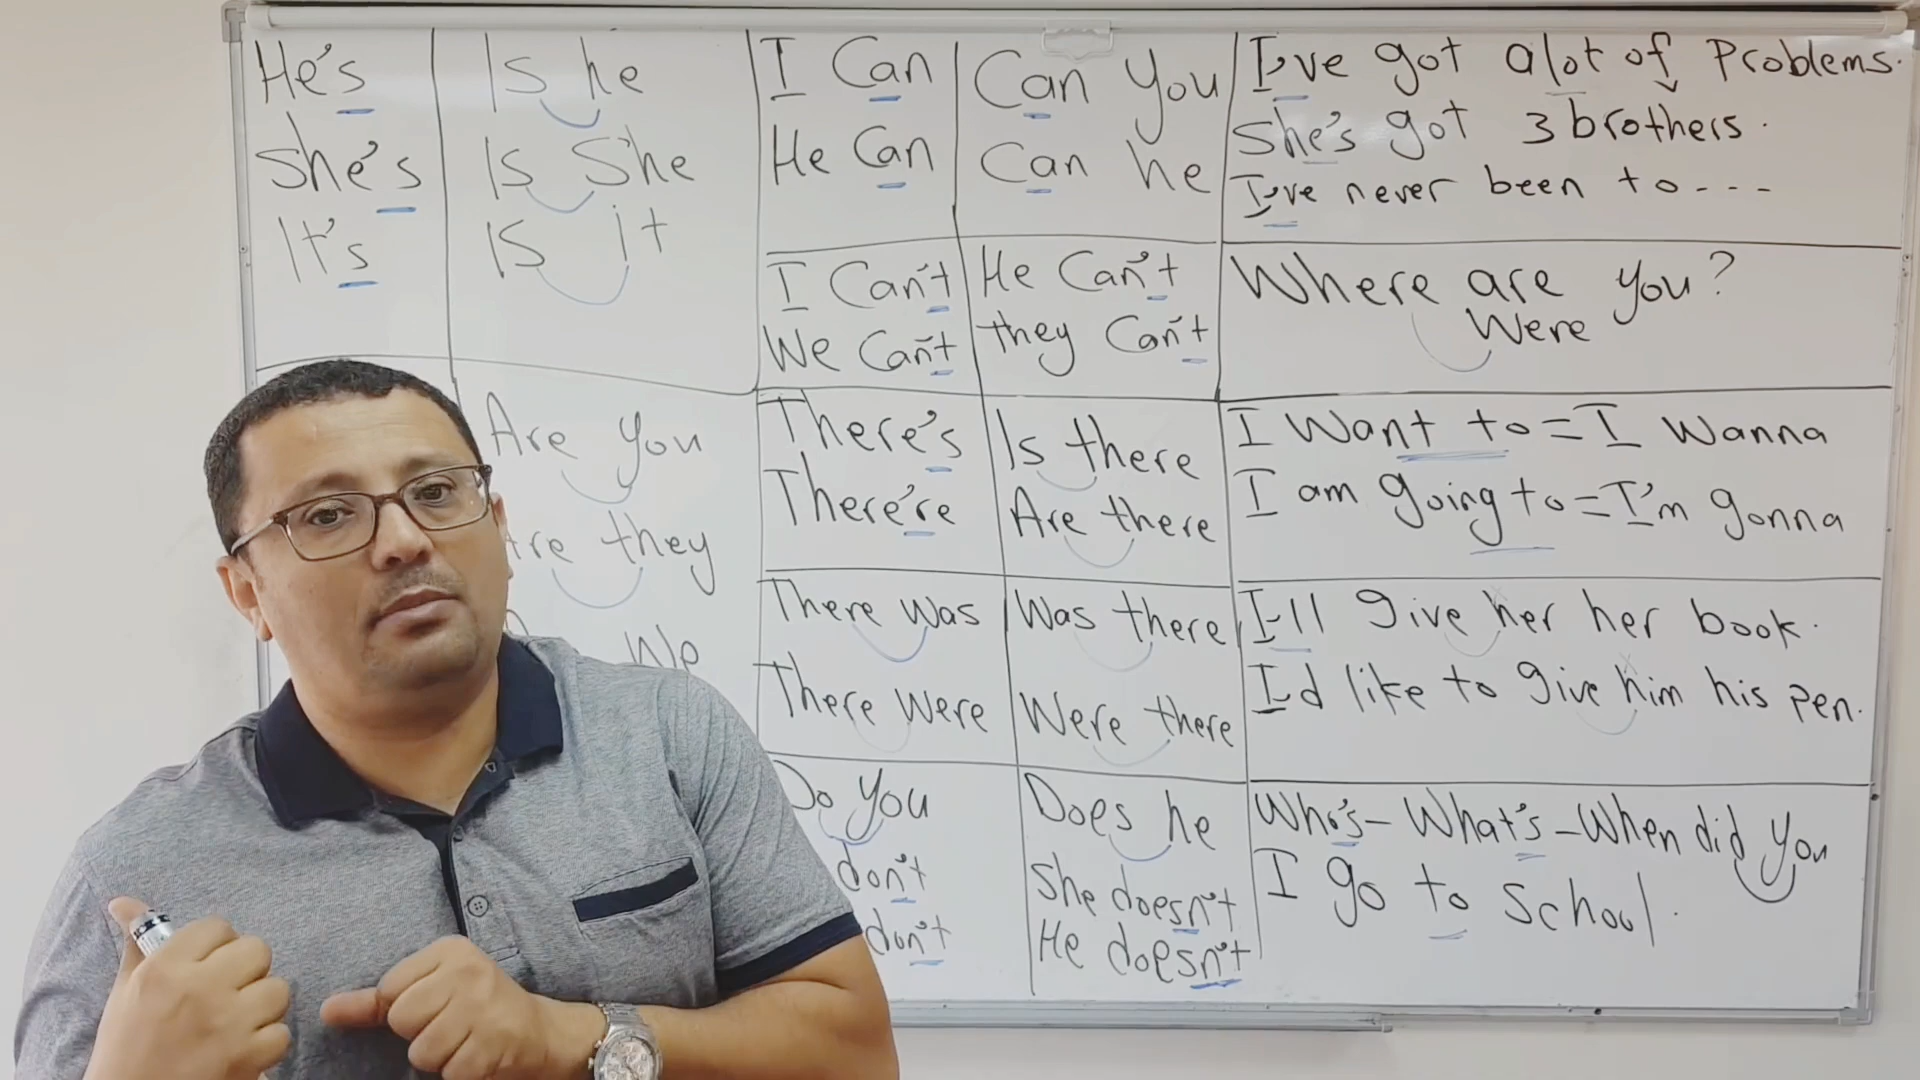 He's
She's
It's
Is he
Is She
Is it
Are you
they
We
I Can
He Can
Can You
Can he
I Can't
We Can't
He Can't
they Can't
There's
There're
Is there
Are there
There was
There were
Was there
Were there
Do you
don't
don't
Does he
She doesn't
He doesn't
I've got alot of Problems.
She's got 3 brothers.
I've never been to ---
Where are you?
Were
I want to = I wanna
I am going to = I'm gonna
I'll give her her book.
I'd like to give him his pen.
Who's - What's - When did you
I go to school.